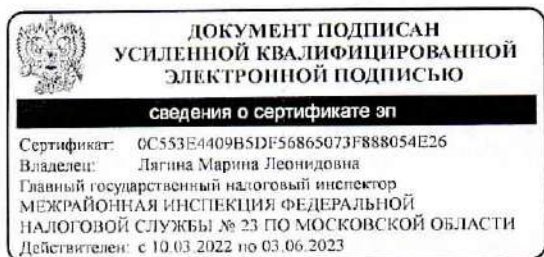 ДОКУМЕНТ ПОДПИСАН
УСИЛЕННОЙ КВАЛИФИЦИРОВАННОЙ
ЭЛЕКТРОННОЙ ПОДПИСЬЮ
сведения о сертификате эп
Сертификат: 0C553E4409B5DF56865073F888054E26
Владелец: Лягина Марина Леонидовна
Главный государственный налоговый инспектор
МЕЖРАЙОННАЯ ИНСПЕКЦИЯ ФЕДЕРАЛЬНОЙ
НАЛОГОВОЙ СЛУЖБЫ № 23 ПО МОСКОВСКОЙ ОБЛАСТИ
Действителен: с 10.03.2022 по 03.06.2023